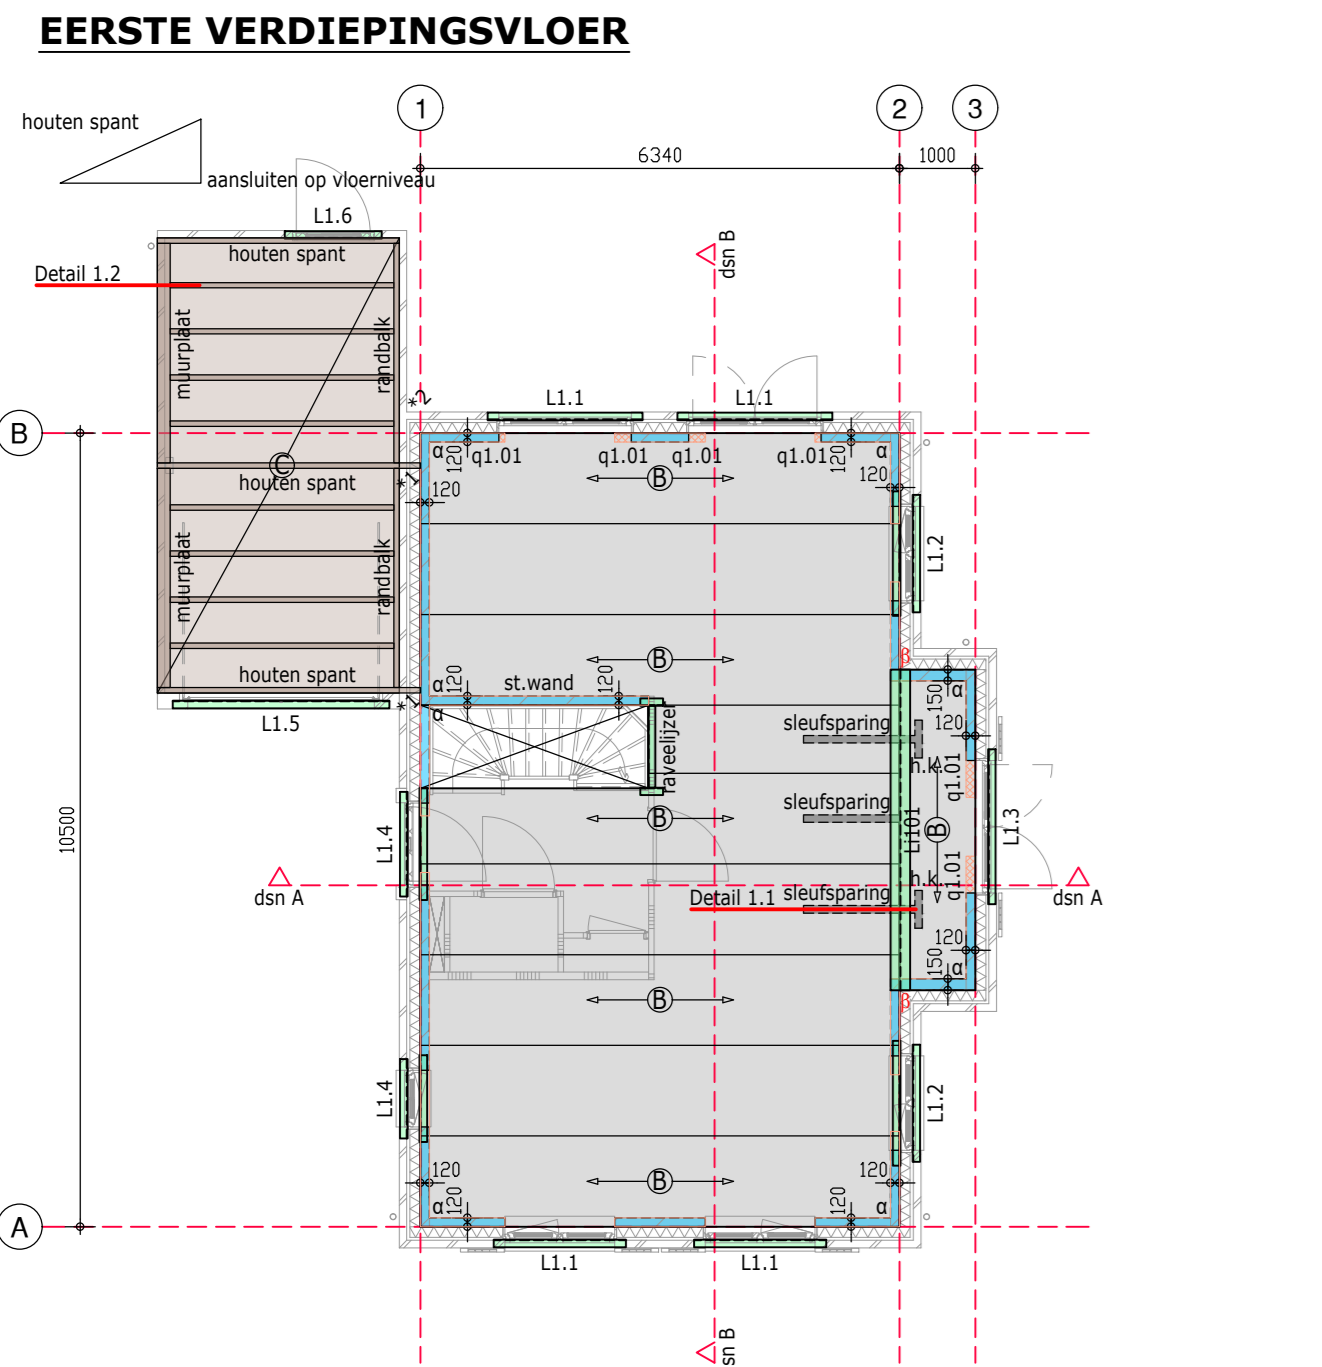 EERSTE VERDIEPINGSVLOER
1
2
3
houten spant
6340
1000
aansluiten op vloerniveau
L1.6
dsn B
houten spant
Detail 1.2
muurplaat
randbalk
*2
L1.1
L1.1
B
α
120
q1.01
q1.01
q1.01
q1.01
120
α
C
houten spant
*1
B
120
120
L1.2
muurplaat
randbalk
β
B
houten spant
α
120
st.wand
120
α
150
*1
L1.5
α
raveelijzer
sleufsparing
120
h.k.
q1.01
sleufsparing
B
L1.4
LI101
B
L1.3
10500
dsn A
h.k.
q1.01
sleufsparing
Detail 1.1
dsn A
120
150
α
B
β
L1.4
L1.2
120
120
α
120
B
120
α
A
L1.1
L1.1
dsn B